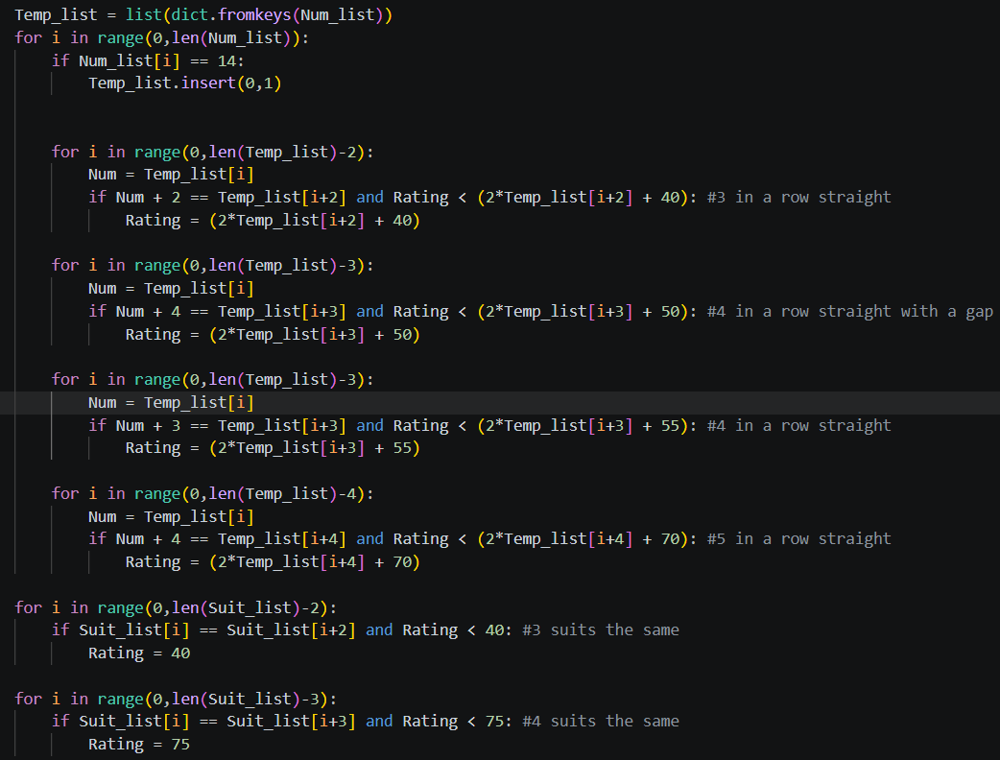 Temp_list = list(dict.fromkeys(Num_list))
for i in range(0,len(Num_list)):
    if Num_list[i] == 14:
        Temp_list.insert(0,1)
    for i in range(0,len(Temp_list)-2):
        Num = Temp_list[i]
        if Num + 2 == Temp_list[i+2] and Rating < (2*Temp_list[i+2] + 40): #3 in a row straight
            Rating = (2*Temp_list[i+2] + 40)
    for i in range(0,len(Temp_list)-3):
        Num = Temp_list[i]
        if Num + 4 == Temp_list[i+3] and Rating < (2*Temp_list[i+3] + 50): #4 in a row straight with a gap
            Rating = (2*Temp_list[i+3] + 50)
    for i in range(0,len(Temp_list)-3):
        Num = Temp_list[i]
        if Num + 3 == Temp_list[i+3] and Rating < (2*Temp_list[i+3] + 55): #4 in a row straight
            Rating = (2*Temp_list[i+3] + 55)
    for i in range(0,len(Temp_list)-4):
        Num = Temp_list[i]
        if Num + 4 == Temp_list[i+4] and Rating < (2*Temp_list[i+4] + 70): #5 in a row straight
            Rating = (2*Temp_list[i+4] + 70)
for i in range(0,len(Suit_list)-2):
    if Suit_list[i] == Suit_list[i+2] and Rating < 40: #3 suits the same
        Rating = 40
for i in range(0,len(Suit_list)-3):
    if Suit_list[i] == Suit_list[i+3] and Rating < 75: #4 suits the same
        Rating = 75